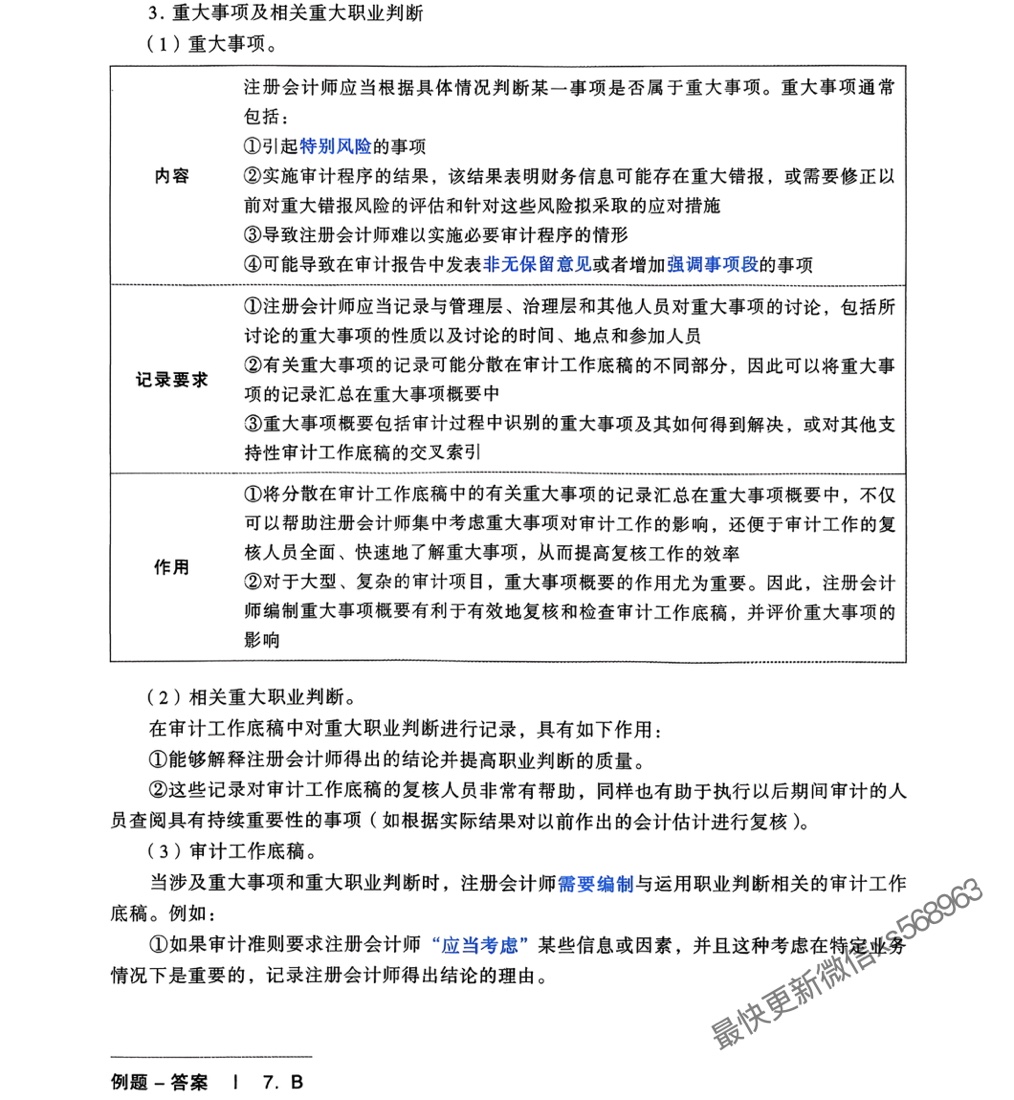 3. 重大事项及相关重大职业判断
（1）重大事项。
内容
注册会计师应当根据具体情况判断某一事项是否属于重大事项。重大事项通常
包括：
①引起特别风险的事项
②实施审计程序的结果，该结果表明财务信息可能存在重大错报，或需要修正以
前对重大错报风险的评估和针对这些风险拟采取的应对措施
③导致注册会计师难以实施必要审计程序的情形
④可能导致在审计报告中发表非无保留意见或者增加强调事项段的事项
记录要求
①注册会计师应当记录与管理层、治理层和其他人员对重大事项的讨论，包括所
讨论的重大事项的性质以及讨论的时间、地点和参加人员
②有关重大事项的记录可能分散在审计工作底稿的不同部分，因此可以将重大事
项的记录汇总在重大事项概要中
③重大事项概要包括审计过程中识别的重大事项及其如何得到解决，或对其他支
持性审计工作底稿的交叉索引
作用
①将分散在审计工作底稿中的有关重大事项的记录汇总在重大事项概要中，不仅
可以帮助注册会计师集中考虑重大事项对审计工作的影响，还便于审计工作的复
核人员全面、快速地了解重大事项，从而提高复核工作的效率
②对于大型、复杂的审计项目，重大事项概要的作用尤为重要。因此，注册会计
师编制重大事项概要有利于有效地复核和检查审计工作底稿，并评价重大事项的
影响
（2）相关重大职业判断。
在审计工作底稿中对重大职业判断进行记录，具有如下作用：
①能够解释注册会计师得出的结论并提高职业判断的质量。
②这些记录对审计工作底稿的复核人员非常有帮助，同样也有助于执行以后期间审计的人
员查阅具有持续重要性的事项（如根据实际结果对以前作出的会计估计进行复核）。
（3）审计工作底稿。
当涉及重大事项和重大职业判断时，注册会计师需要编制与运用职业判断相关的审计工作
底稿。例如：
①如果审计准则要求注册会计师“应当考虑”某些信息或因素，并且这种考虑在特定业务
情况下是重要的，记录注册会计师得出结论的理由。
最快更新微信xs568963
例题－答案 | 7. B